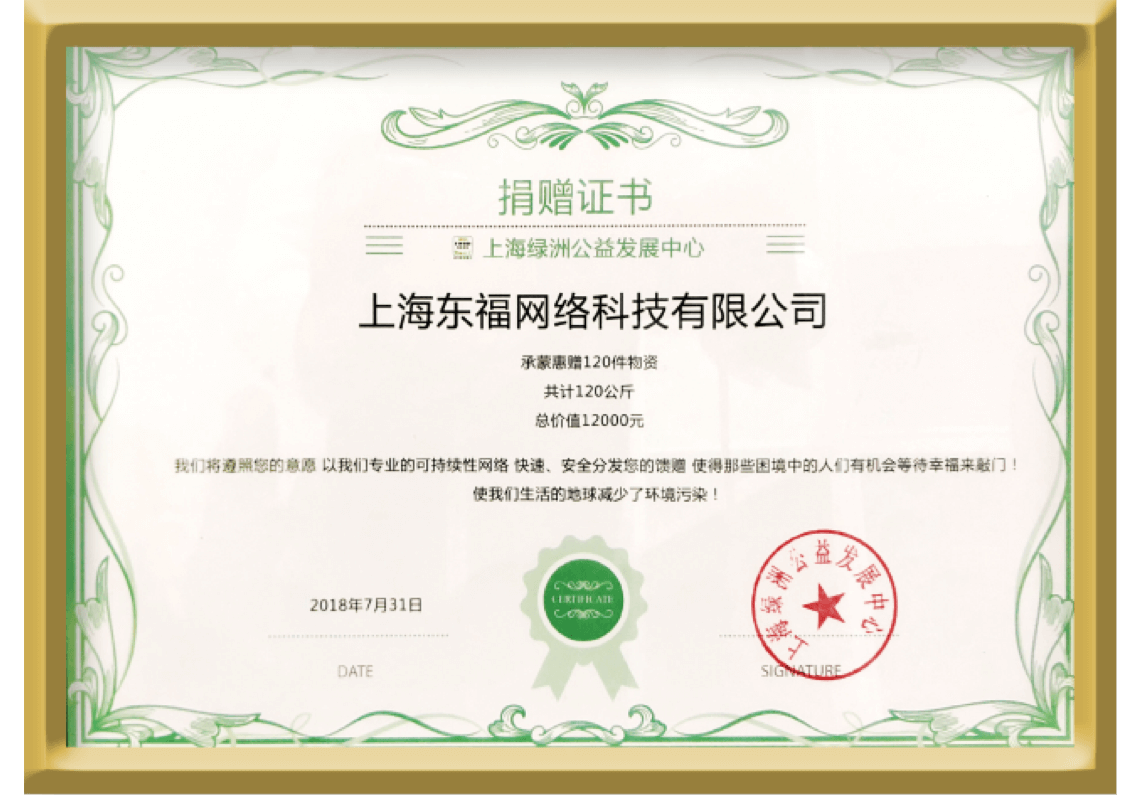 捐赠证书
上海绿洲公益发展中心
上海东福网络科技有限公司
承蒙惠赠120件物资
共计120公斤
总价值12000元
我们将遵照您的意愿 以我们专业的可持续性网络 快速、安全分发您的馈赠 使得那些困境中的人们有机会等待幸福来敲门！
使我们生活的地球减少了环境污染！
2018年7月31日
CERTIFICATE
上海绿洲公益发展中心
DATE
SIGNATURE